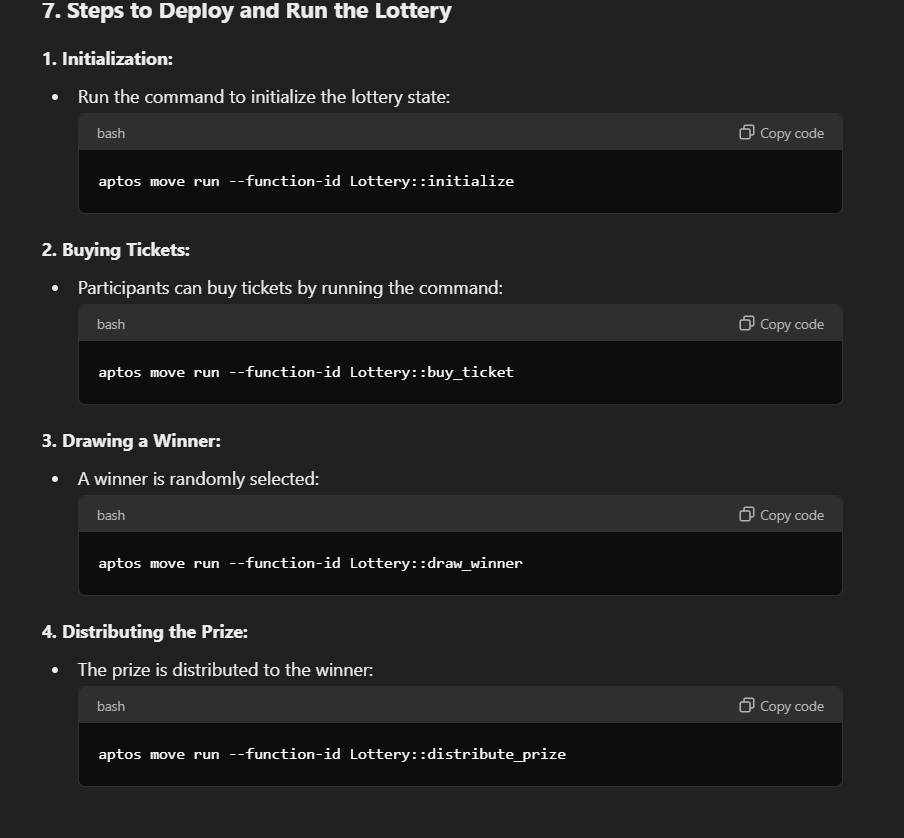 7. Steps to Deploy and Run the Lottery
1. Initialization:
• Run the command to initialize the lottery state:
bash Copy code
aptos move run --function-id Lottery::initialize
2. Buying Tickets:
• Participants can buy tickets by running the command:
bash Copy code
aptos move run --function-id Lottery::buy_ticket
3. Drawing a Winner:
• A winner is randomly selected:
bash Copy code
aptos move run --function-id Lottery::draw_winner
4. Distributing the Prize:
• The prize is distributed to the winner:
bash Copy code
aptos move run --function-id Lottery::distribute_prize